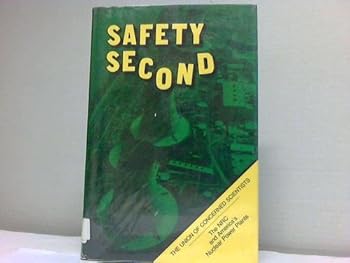 SAFETY
SECOND
THE UNION OF CONCERNED SCIENTISTS
The NRC
and America's
Nuclear Power Plants